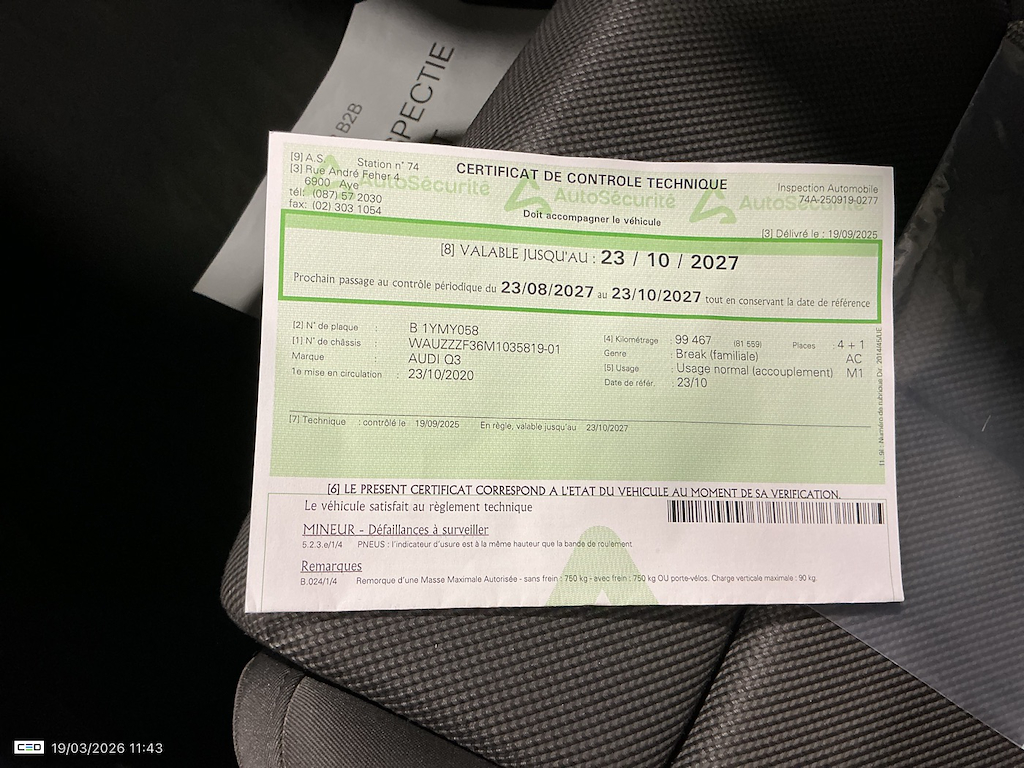 B2B
PECTIE
[9] A.S. Station n° 74
[3] Rue André Feher 4
6900 Aye
tél: (087) 57 2030
fax: (02) 303 1054
CERTIFICAT DE CONTROLE TECHNIQUE
AutoSécurité AutoSécurité AutoSécurité
Doit accompagner le véhicule
Inspection Automobile
74A-250919-0277
[3] Délivré le : 19/09/2025
[8] VALABLE JUSQU'AU : 23 / 10 / 2027
Prochain passage au contrôle périodique du 23/08/2027 au 23/10/2027 tout en conservant la date de référence
[2] N° de plaque : B 1YMY058
[1] N° de châssis : WAUZZZF36M1035819-01
Marque : AUDI Q3
1e mise en circulation : 23/10/2020
[4] Kilométrage : 99 467 (81 559) Places : 4 + 1
Genre : Break (familiale) AC
[5] Usage : Usage normal (accouplement) M1
Date de référ. : 23/10
[7] Technique : contrôlé le 19/09/2025 En règle, valable jusqu'au 23/10/2027
[6] LE PRESENT CERTIFICAT CORRESPOND A L'ETAT DU VEHICULE AU MOMENT DE SA VERIFICATION.
Le véhicule satisfait au règlement technique
MINEUR - Défaillances à surveiller
5.2.3.e/1/4 PNEUS : l'indicateur d'usure est à la même hauteur que la bande de roulement
Remarques
B.024/1/4 Remorque d'une Masse Maximale Autorisée - sans frein : 750 kg - avec frein : 750 kg OU porte-vélos. Charge verticale maximale : 90 kg.
CEO 19/03/2026 11:43